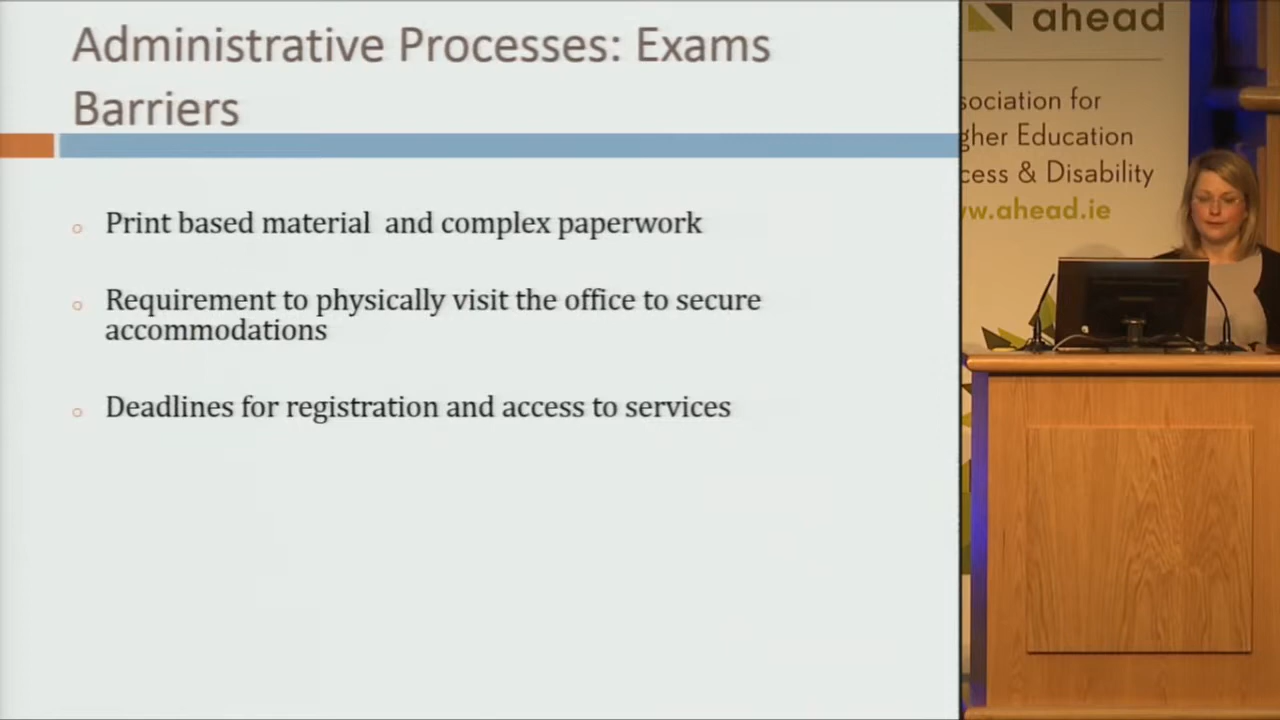 Administrative Processes: Exams
Barriers
Print based material  and complex paperwork
Requirement to physically visit the office to secure
accommodations
Deadlines for registration and access to services
ahead
sociation for
gher Education
cess & Disability
w.ahead.ie